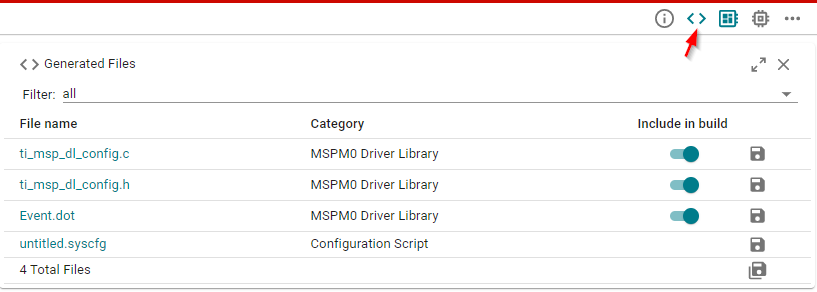 Generated Files
Filter: all
File name Category Include in build
ti_msp_dl_config.c MSPM0 Driver Library
ti_msp_dl_config.h MSPM0 Driver Library
Event.dot MSPM0 Driver Library
untitled.syscfg Configuration Script
4 Total Files